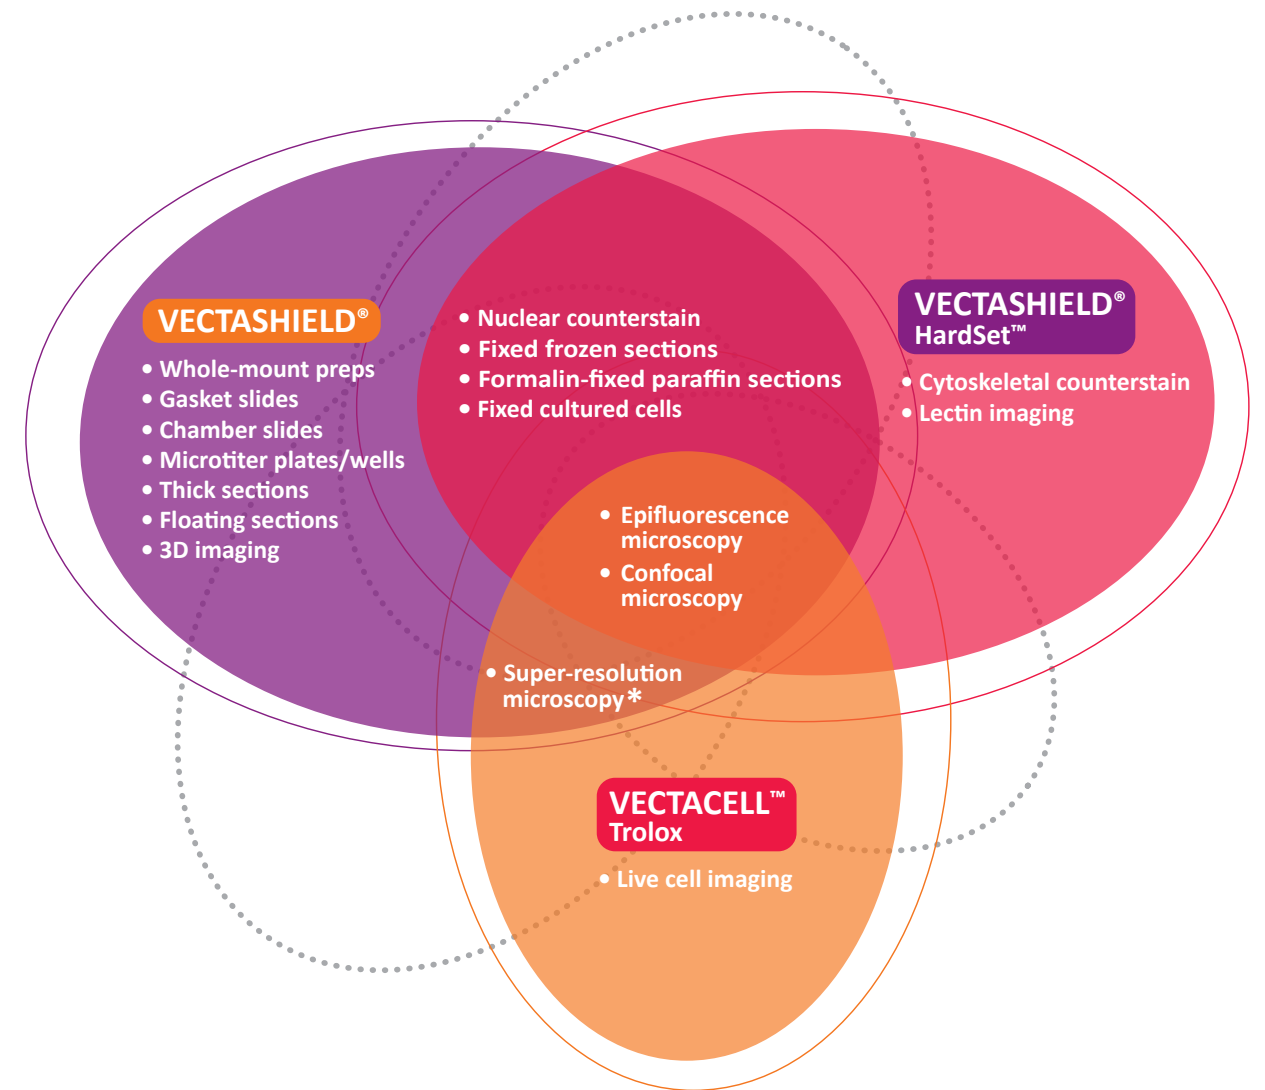 VECTASHIELD®
• Whole-mount preps
• Gasket slides
• Chamber slides
• Microtiter plates/wells
• Thick sections
• Floating sections
• 3D imaging
• Nuclear counterstain
• Fixed frozen sections
• Formalin-fixed paraffin sections
• Fixed cultured cells
VECTASHIELD®
HardSet™
• Cytoskeletal counterstain
• Lectin imaging
• Epifluorescence
microscopy
• Confocal
microscopy
• Super-resolution
microscopy*
VECTACELL™
Trolox
• Live cell imaging